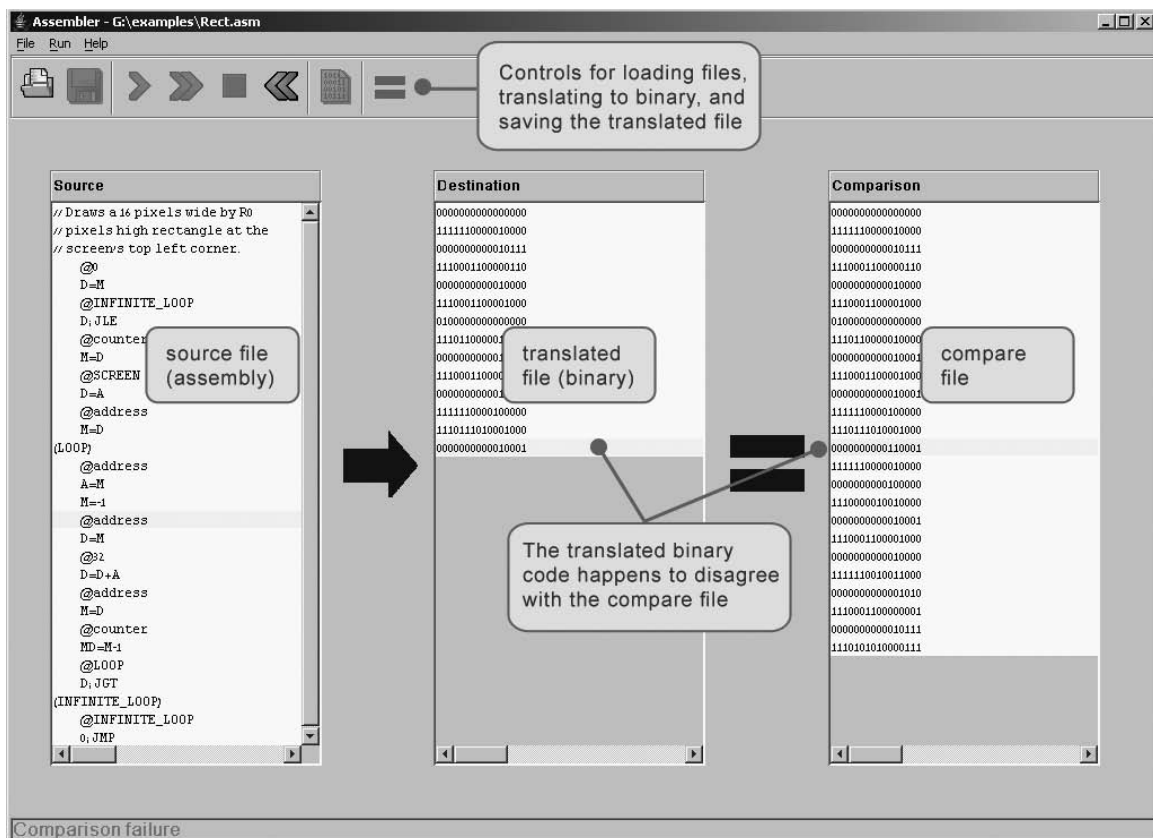 Assembler - G:\examples\Rect.asm
File Run Help
Controls for loading files,
translating to binary, and
saving the translated file
Source
// Draws a 16 pixels wide by R0
// pixels high rectangle at the
// screen's top left corner.
@0
D=M
@INFINITE_LOOP
D;JLE
@counter
M=D
@SCREEN
D=A
@address
M=D
(LOOP)
@address
A=M
M=-1
@address
D=M
@32
D=D+A
@address
M=D
@counter
MD=M-1
@LOOP
D;JGT
(INFINITE_LOOP)
@INFINITE_LOOP
0;JMP
source file
(assembly)
Destination
0000000000000000
1111110000010000
0000000000010111
1110001100000110
0000000000010000
1110001100001000
0100000000000000
1110110000010000
1111110000100000
1110111010001000
0000000000010001
translated
file (binary)
Comparison
0000000000000000
1111110000010000
0000000000010111
1110001100000110
0000000000010000
1110001100001000
0100000000000000
1110110000010000
0000000000010001
1110001100001000
0000000000010001
1111110000100000
1110111010001000
0000000000110001
1111110000010000
0000000000100000
1110000010010000
0000000000010001
1110001100001000
0000000000010000
1111110010011000
0000000000001010
1110001100000001
0000000000010111
1110101010000111
compare
file
The translated binary
code happens to disagree
with the compare file
Comparison failure